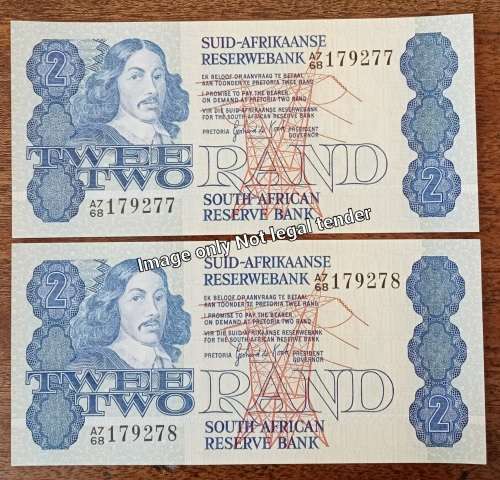 2
SUID-AFRIKAANSE
RESERWEBANK A7/68 179277
EK BELOOF OM AANVRAAG TE BETAAL
AAN TOONDER TE PRETORIA TWEE RAND
I PROMISE TO PAY THE BEARER
ON DEMAND AT PRETORIA TWO RAND
VIR DIE SUID-AFRIKAANSE RESERWEBANK
FOR THE SOUTH AFRICAN RESERVE BANK
PRETORIA PRESIDENT
GOVERNOR
TWEE
TWO
RAND
2
A7/68 179277
SOUTH AFRICAN
RESERVE BANK
Image only Not legal tender
2
SUID-AFRIKAANSE
RESERWEBANK A7/68 179278
EK BELOOF OM AANVRAAG TE BETAAL
AAN TOONDER TE PRETORIA TWEE RAND
I PROMISE TO PAY THE BEARER
ON DEMAND AT PRETORIA TWO RAND
VIR DIE SUID-AFRIKAANSE RESERWEBANK
FOR THE SOUTH AFRICAN RESERVE BANK
PRETORIA PRESIDENT
GOVERNOR
TWEE
TWO
RAND
2
A7/68 179278
SOUTH AFRICAN
RESERVE BANK